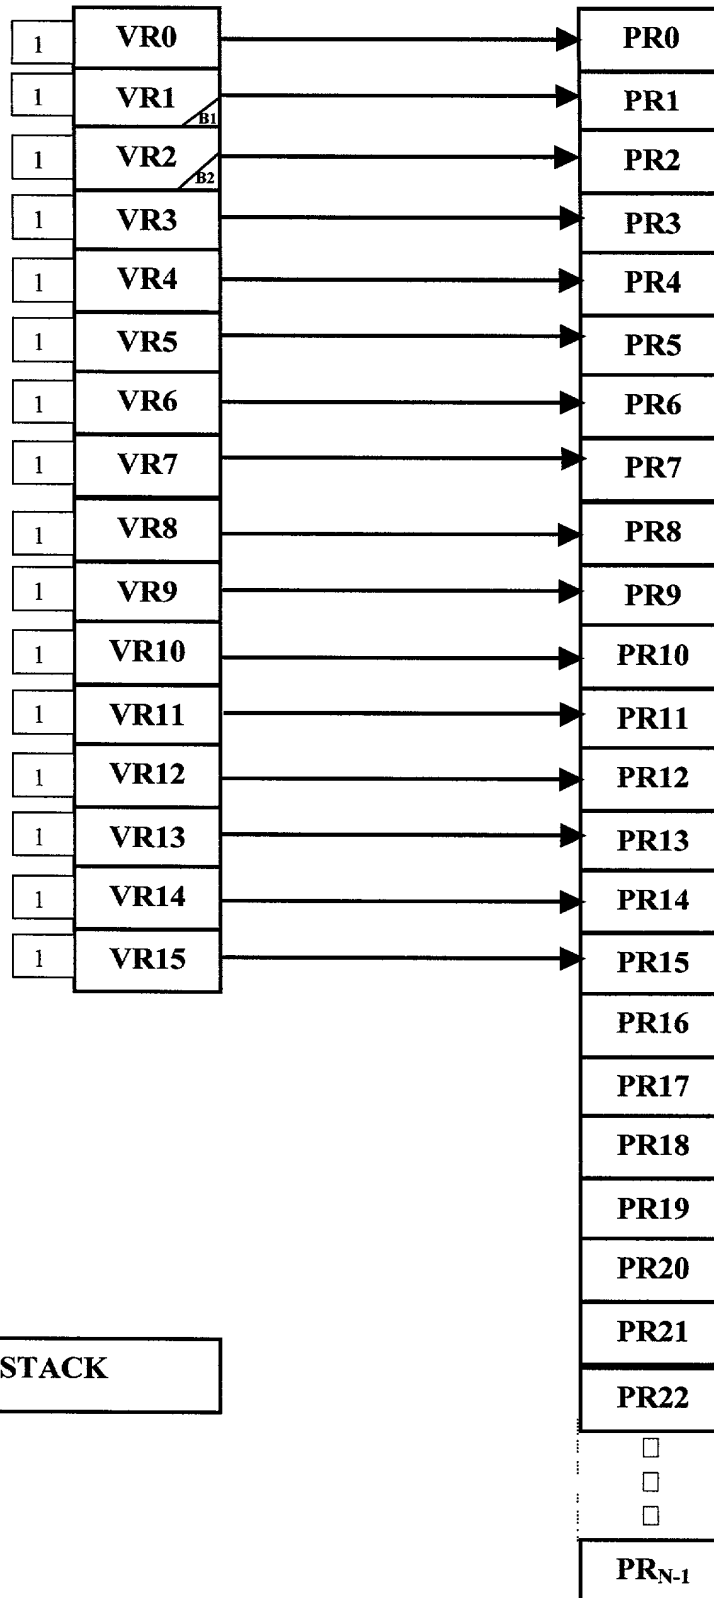 1 VR0 PR0
1 VR1 B1 PR1
1 VR2 B2 PR2
1 VR3 PR3
1 VR4 PR4
1 VR5 PR5
1 VR6 PR6
1 VR7 PR7
1 VR8 PR8
1 VR9 PR9
1 VR10 PR10
1 VR11 PR11
1 VR12 PR12
1 VR13 PR13
1 VR14 PR14
1 VR15 PR15
PR16
PR17
PR18
PR19
PR20
PR21
STACK
PR22
PRN-1